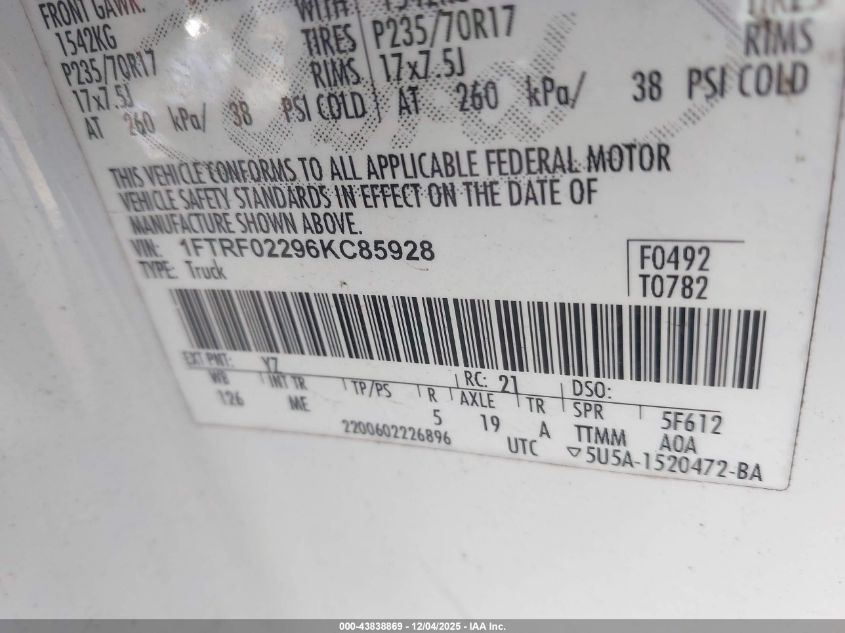 FRONT GAWR:
1542KG WITH 1542KG
P235/70R17 TIRES P235/70R17 TIRES
17x7.5J RIMS 17x7.5J RIMS
AT 260 kPa/ 38 PSI COLD AT 260 kPa/ 38 PSI COLD
THIS VEHICLE CONFORMS TO ALL APPLICABLE FEDERAL MOTOR
VEHICLE SAFETY STANDARDS IN EFFECT ON THE DATE OF
MANUFACTURE SHOWN ABOVE.
VIN: 1FTRF02296KC85928 F0492
TYPE: Truck T0782
EXT PNT: YZ RC: 21 DSO:
WB INT TR TP/PS R AXLE TR SPR 5F612
126 ME 5 19 A TTMM AOA
2200602226896 UTC ▽5U5A-1520472-BA
000-43838869 | 12/04/2025 - IAA Inc.